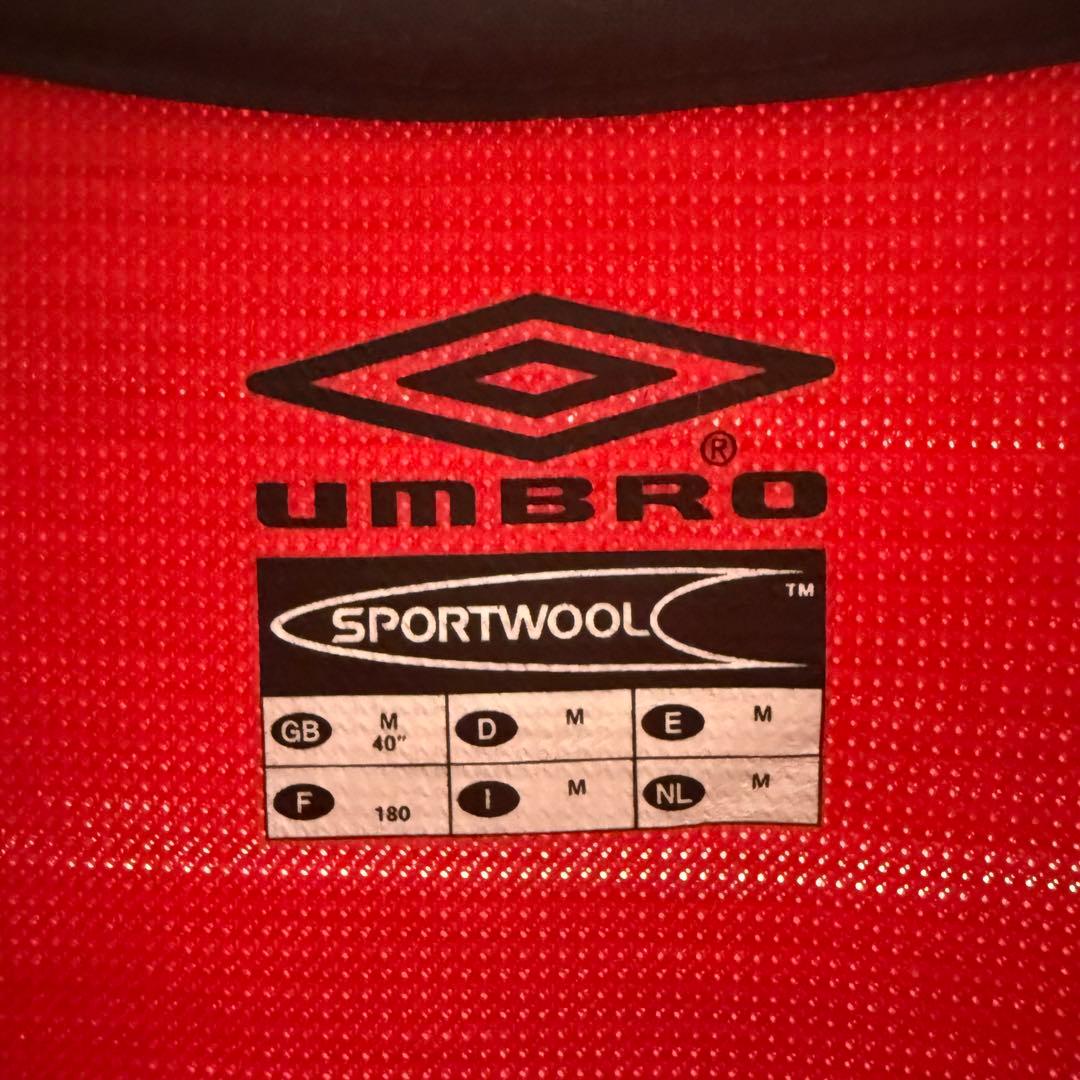 ®
UMBRO
SPORTWOOL ™
GB M 40" D M E M
F 180 I M NL M